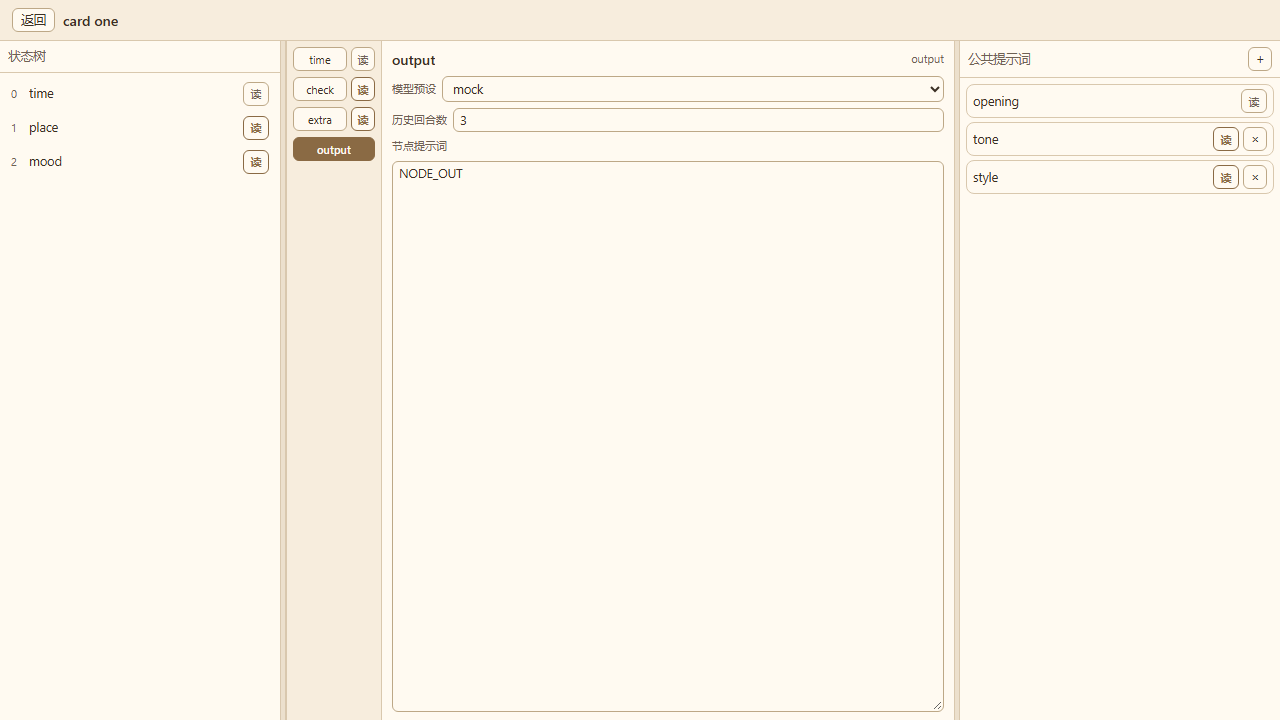 返回 card one
状态树
0 time 读
1 place 读
2 mood 读
time 读
check 读
extra 读
output
output output
模型预设 mock
历史回合数 3
节点提示词
NODE_OUT
公共提示词 +
opening 读
tone 读 ×
style 读 ×